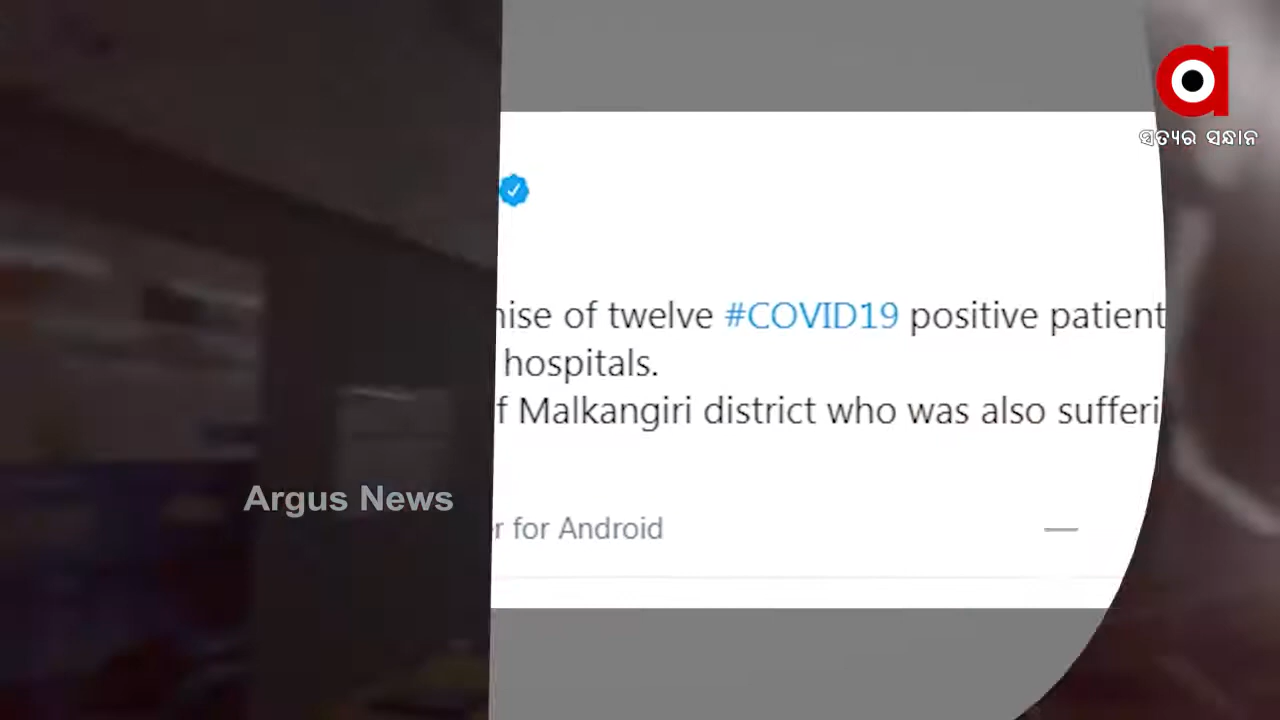 ସତ୍ୟର ସନ୍ଧାନ
of twelve #COVID19 positive patient
hospitals.
Malkangiri district who was also sufferi
Argus News
for Android